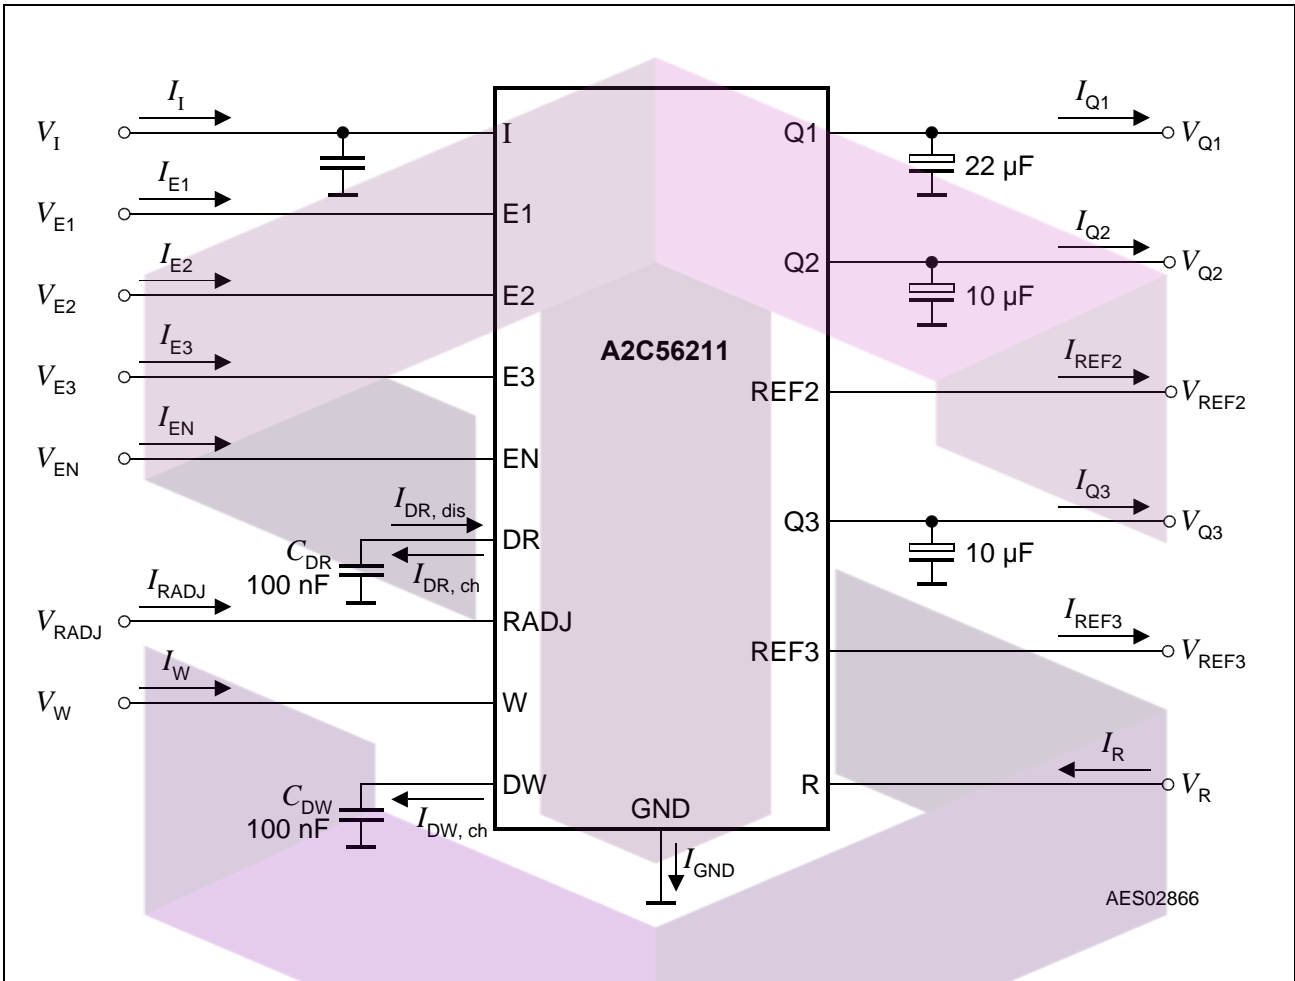 I_I
V_I
I
Q1
I_Q1
V_Q1
22 µF
I_E1
V_E1
E1
I_Q2
Q2
V_Q2
10 µF
I_E2
V_E2
E2
A2C56211
I_E3
V_E3
E3
I_REF2
REF2
V_REF2
I_EN
V_EN
EN
I_Q3
Q3
V_Q3
10 µF
I_DR, dis
DR
C_DR
100 nF
I_DR, ch
I_RADJ
V_RADJ
RADJ
I_REF3
REF3
V_REF3
I_W
V_W
W
I_R
R
V_R
DW
C_DW
100 nF
I_DW, ch
GND
I_GND
AES02866